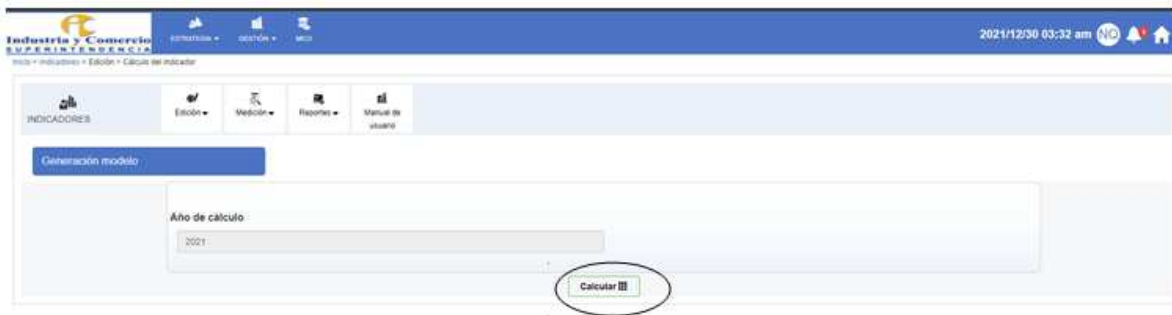 Industria y Comercio
SUPERINTENDENCIA
ESTRATEGIA
GESTIÓN
MECI
2021/12/30 03:32 am NO
Inicio > Indicadores > Edición > Cálculo del indicador
INDICADORES
Edición
Medición
Reportes
Manual de
usuario
Generación modelo
Año de cálculo
2021
Calcular